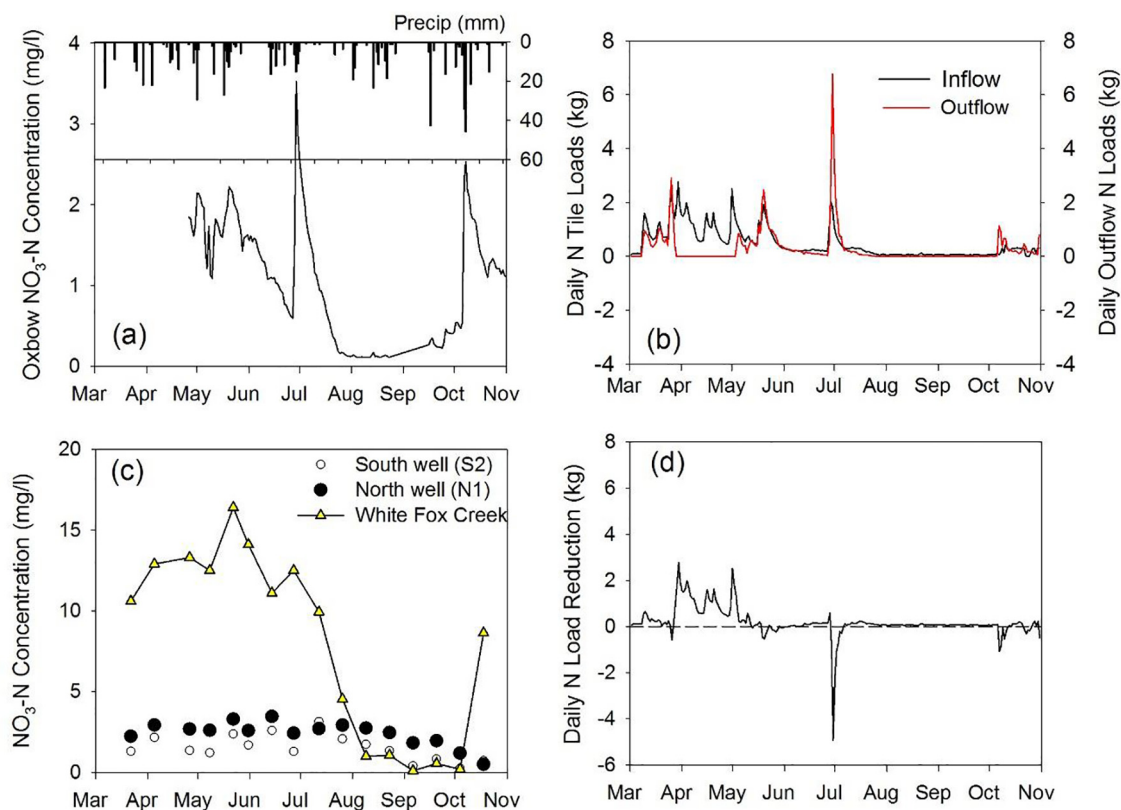 Precip (mm)
Oxbow NO₃-N Concentration (mg/l)
4
3
2
1
0
0
20
40
60
(a)
Mar Apr May Jun Jul Aug Sep Oct Nov
Daily N Tile Loads (kg)
8
6
4
2
0
-2
-4
Inflow
Outflow
8
6
4
2
0
-2
-4
Daily Outflow N Loads (kg)
(b)
Mar Apr May Jun Jul Aug Sep Oct Nov
NO₃-N Concentration (mg/l)
20
15
10
5
0
(c)
South well (S2)
North well (N1)
White Fox Creek
Mar Apr May Jun Jul Aug Sep Oct Nov
Daily N Load Reduction (kg)
8
6
4
2
0
-2
-4
-6
(d)
Mar Apr May Jun Jul Aug Sep Oct Nov